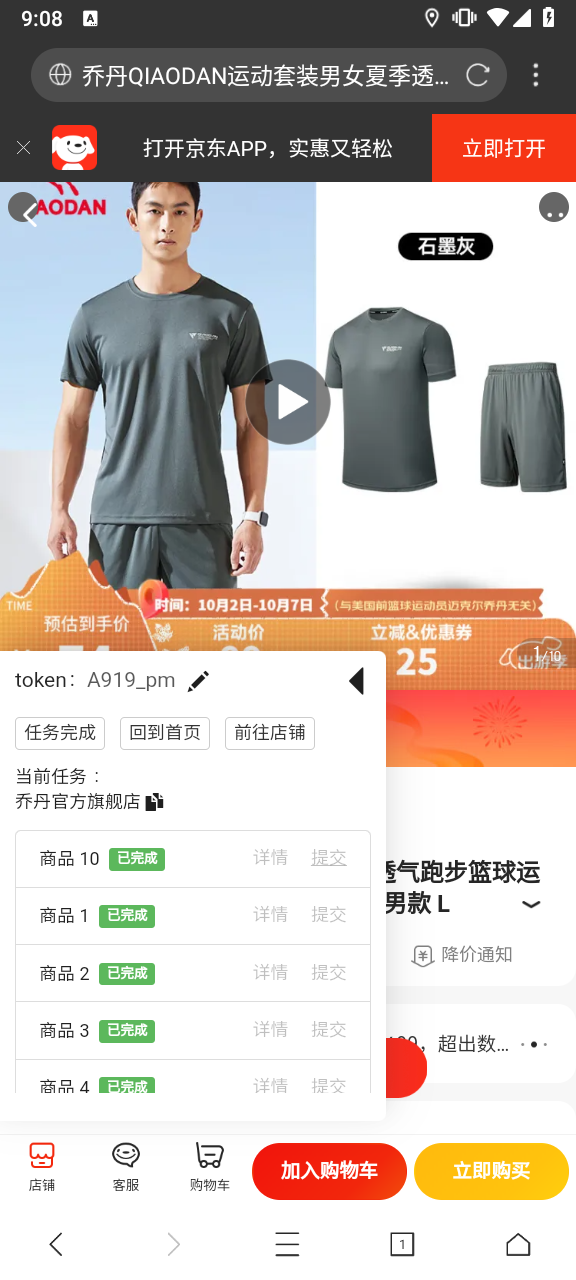 9:08
A
乔丹QIAODAN运动套装男女夏季透...
打开京东APP，实惠又轻松
立即打开
AODAN
石墨灰
TIME
时间：10月2日-10月7日
（与美国前篮球运动员迈克尔乔丹无关）
预估到手价
活动价
立减&优惠券
25
1/10
出游季
token： A919_pm
任务完成 回到首页 前往店铺
当前任务：
乔丹官方旗舰店
商品 10 已完成 详情 提交
商品 1 已完成 详情 提交
商品 2 已完成 详情 提交
商品 3 已完成 详情 提交
商品 4 已完成 详情 提交
透气跑步篮球运
男款 L
降价通知
，超出数...
店铺
客服
购物车
加入购物车
立即购买
1